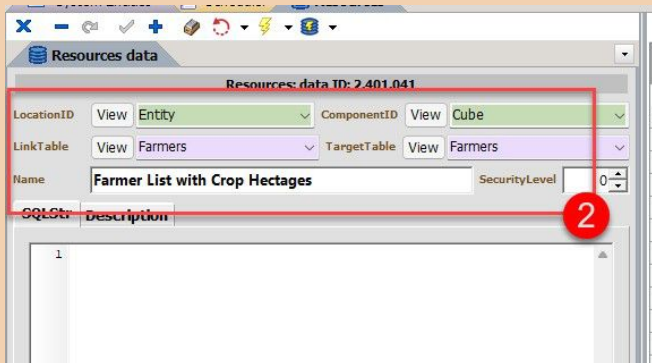 Resources data
Resources: data ID: 2,401,041
LocationID View Entity ComponentID View Cube
LinkTable View Farmers TargetTable View Farmers
Name Farmer List with Crop Hectages SecurityLevel 0
2
SQLStr Description
1